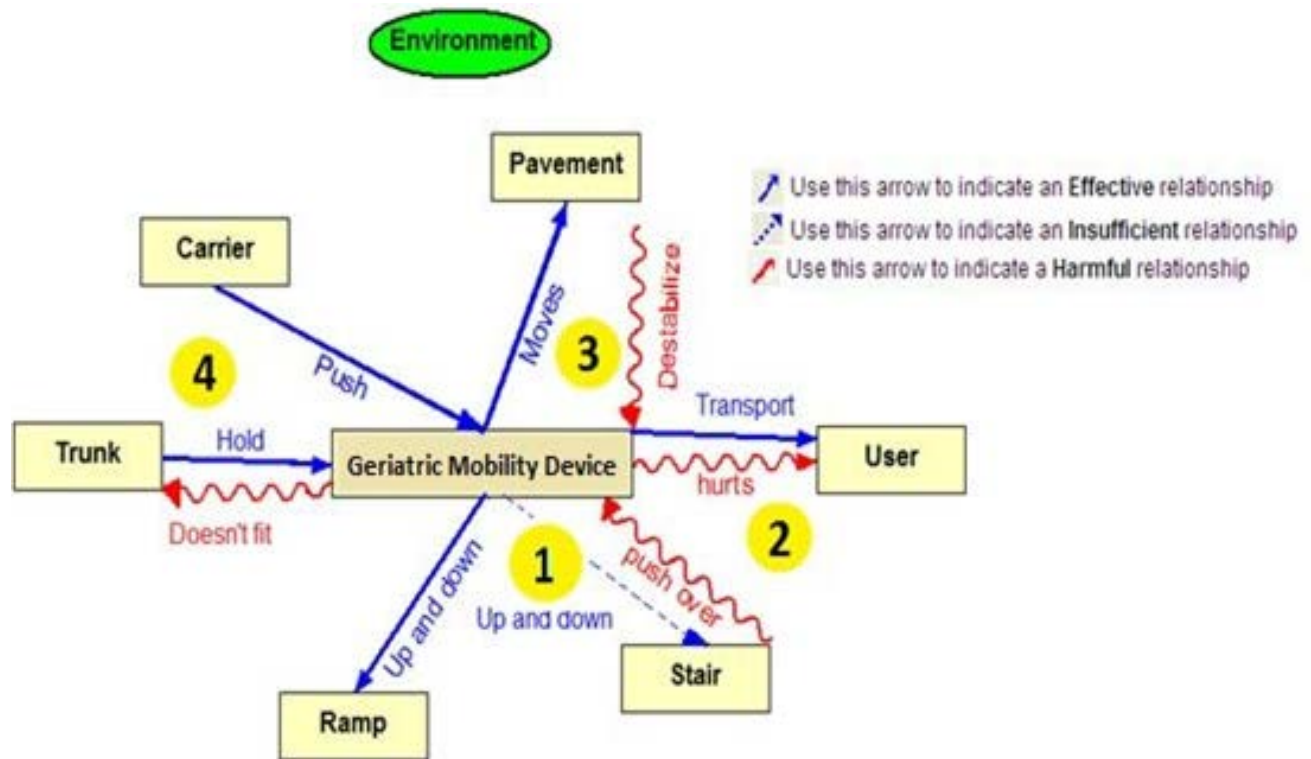 Environment
Pavement
Use this arrow to indicate an Effective relationship
Use this arrow to indicate an Insufficient relationship
Use this arrow to indicate a Harmful relationship
Carrier
Moves
Destabilize
3
4
Push
Transport
Trunk
Hold
Geriatric Mobility Device
User
hurts
Doesn't fit
2
1
push over
Up and down
Up and down
Stair
Ramp